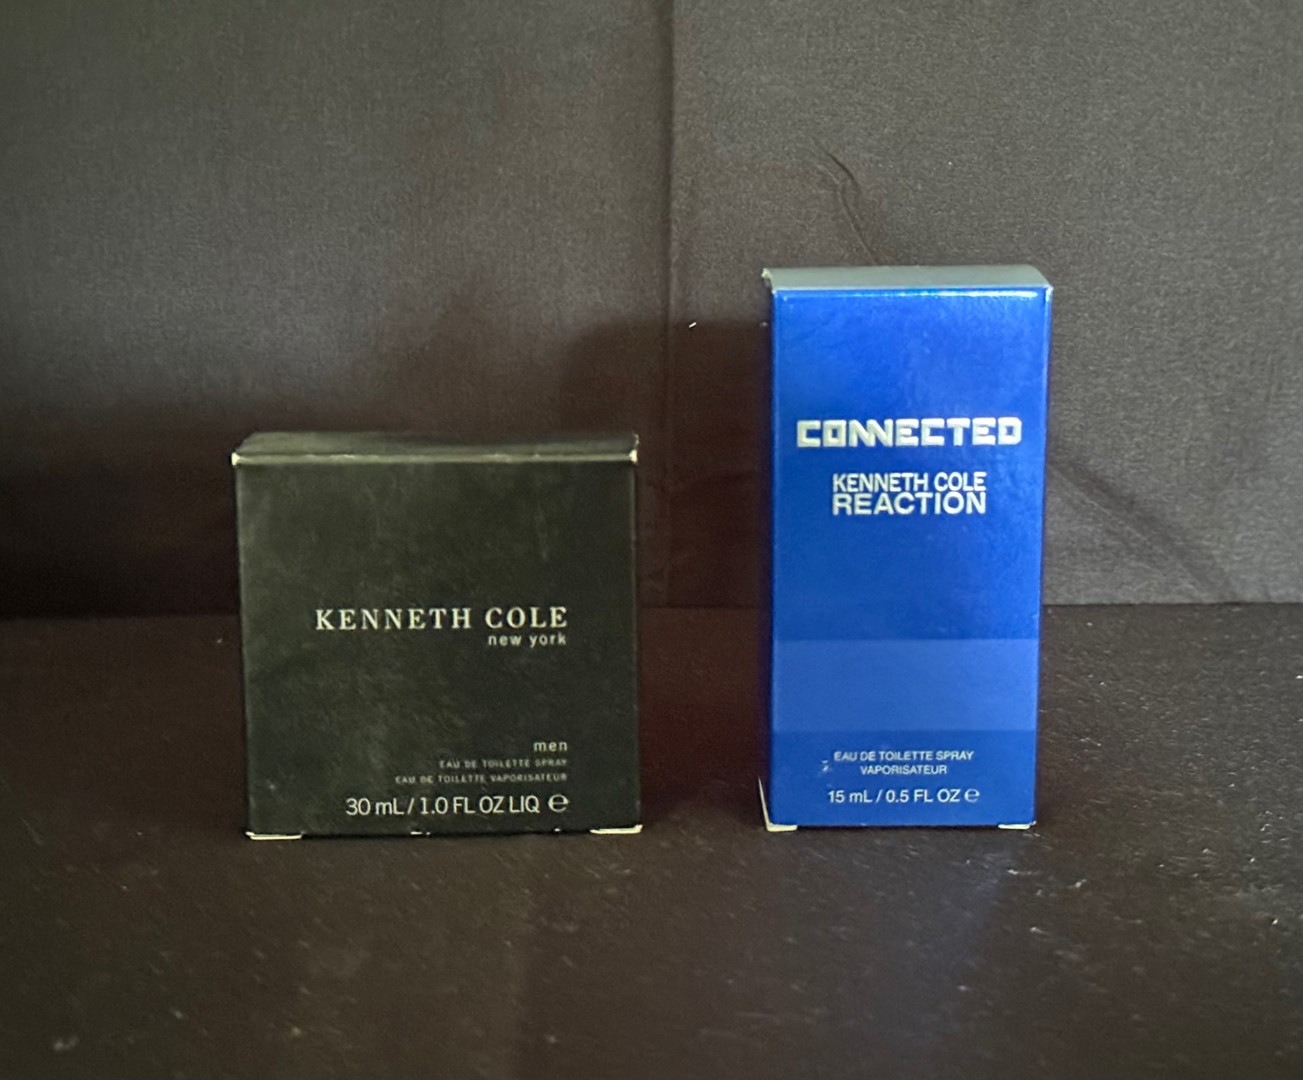 KENNETH COLE
new york
men
EAU DE TOILETTE SPRAY
EAU DE TOILETTE VAPORISATEUR
30 mL / 1.0 FL OZ LIQ ℮
CONNECTED
KENNETH COLE
REACTION
EAU DE TOILETTE SPRAY
VAPORISATEUR
15 mL / 0.5 FL OZ ℮